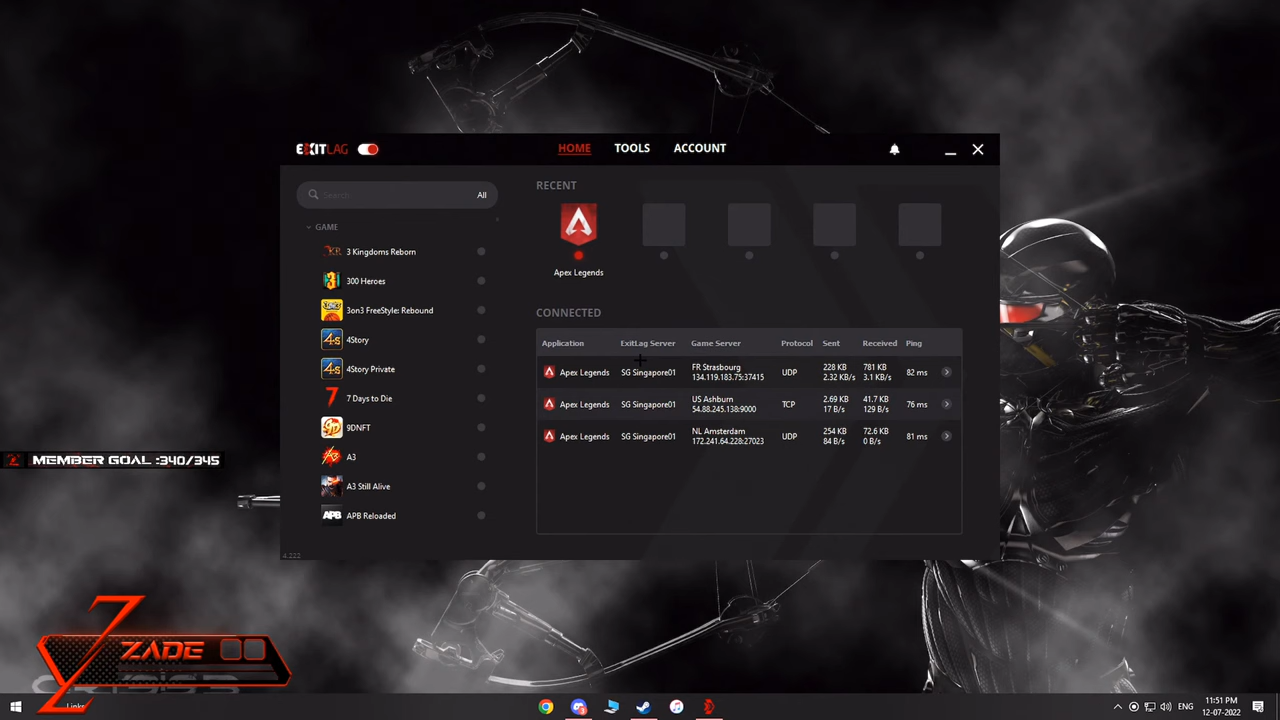 EXITLAG
HOME
TOOLS
ACCOUNT
Search
All
GAME
3 Kingdoms Reborn
300 Heroes
3on3 FreeStyle: Rebound
4Story
4Story Private
7 Days to Die
9DNFT
A3
A3 Still Alive
APB Reloaded
4.222
RECENT
Apex Legends
CONNECTED
Application ExitLag Server Game Server Protocol Sent Received Ping
Apex Legends SG Singapore01 FR Strasbourg UDP 228 KB 781 KB 82 ms
134.119.183.75:37415 2.32 KB/s 3.1 KB/s
Apex Legends SG Singapore01 US Ashburn TCP 2.69 KB 41.7 KB 76 ms
54.88.245.138:9000 17 B/s 129 B/s
Apex Legends SG Singapore01 NL Amsterdam UDP 254 KB 72.6 KB 81 ms
172.241.64.228:27023 84 B/s 0 B/s
MEMBER GOAL :340/345
ZADE
Links
ENG
11:51 PM
12-07-2022